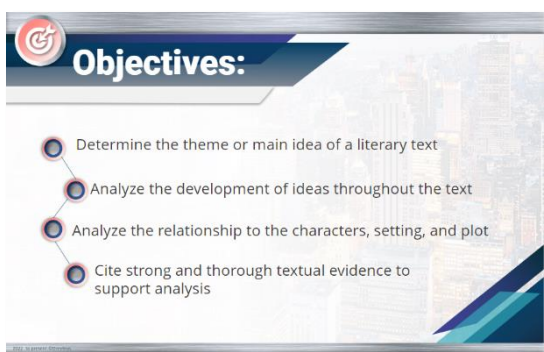 Objectives:
Determine the theme or main idea of a literary text
Analyze the development of ideas throughout the text
Analyze the relationship to the characters, setting, and plot
Cite strong and thorough textual evidence to
support analysis